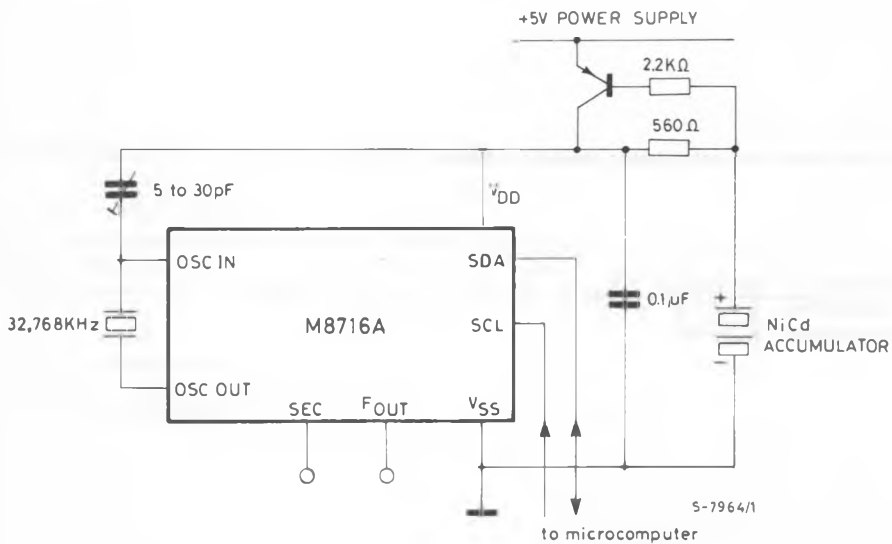 +5V POWER SUPPLY
2.2KΩ
560Ω
5 to 30pF
VDD
OSC IN
SDA
32,768KHz
M8716A
SCL
0.1µF
+
NiCd
ACCUMULATOR
-
OSC OUT
SEC
FOUT
VSS
S-7964/1
to microcomputer